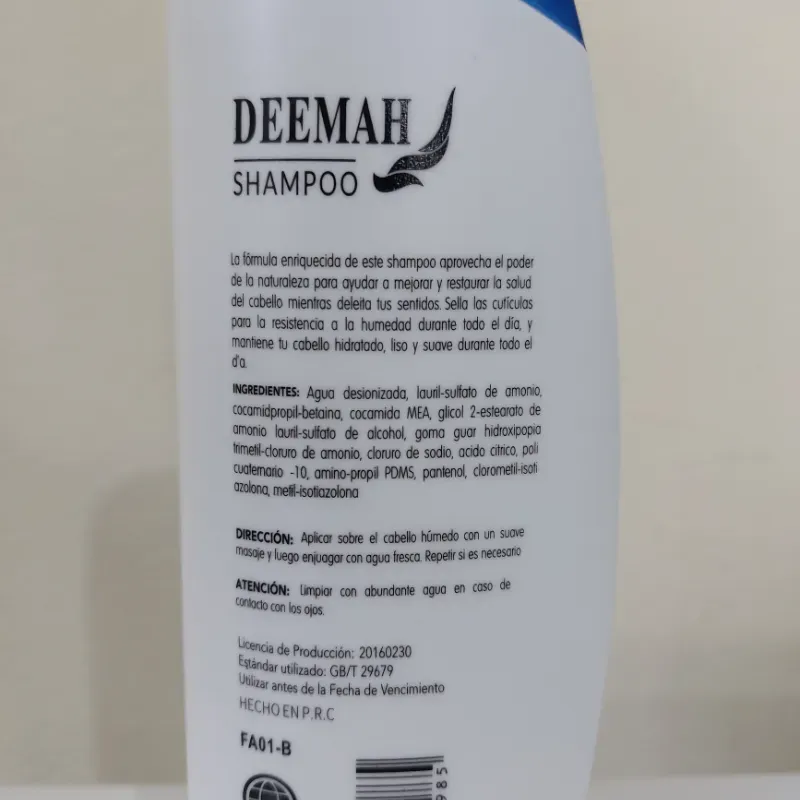 DEEMAH
SHAMPOO
La fórmula enriquecida de este shampoo aprovecha el poder
de la naturaleza para ayudar a mejorar y restaurar la salud
del cabello mientras deleita tus sentidos. Sella las cutículas
para la resistencia a la humedad durante todo el día, y
mantiene tu cabello hidratado, liso y suave durante todo el
d'a.
INGREDIENTES: Agua desionizada, lauril-sulfato de amonio,
cocamidpropil-betaina, cocamida MEA, glicol 2-estearato de
amonio lauril-sulfato de alcohol, goma guar hidroxipopia
trimetil-cloruro de amonio, cloruro de sodio, acido citrico, poli
cuaternario -10, amino-propil PDMS, pantenol, clorometil-isoti
azolona, metil-isotiazolona
DIRECCIÓN: Aplicar sobre el cabello húmedo con un suave
masaje y luego enjuagar con agua fresca. Repetir si es necesario
ATENCIÓN: Limpiar con abundante agua en caso de
contacto con los ojos.
Licencia de Producción: 20160230
Estándar utilizado: GB/T 29679
Utilizar antes de la Fecha de Vencimiento
HECHO EN P.R.C
FA01-B
985